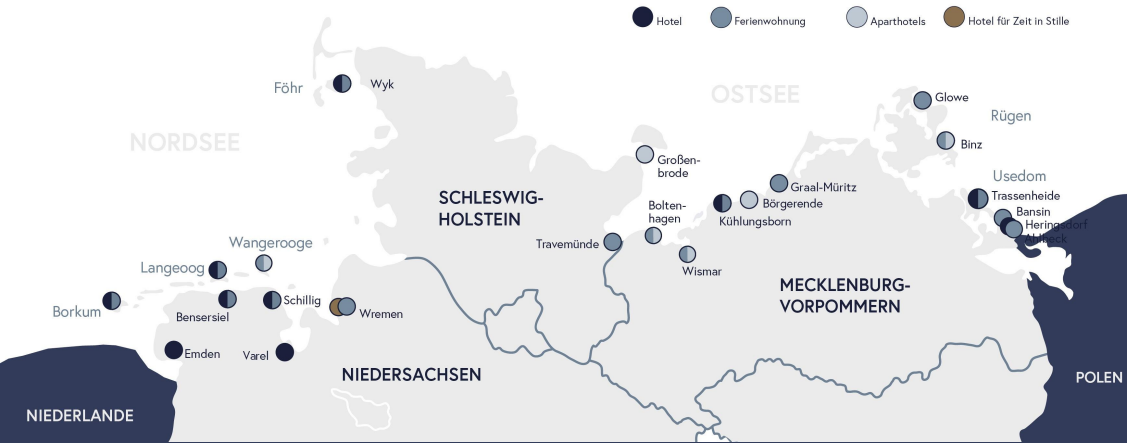 Hotel
Ferienwohnung
Aparthotels
Hotel für Zeit in Stille
Föhr
Wyk
OSTSEE
Glowe
Rügen
NORDSEE
Binz
Großen-
brode
Usedom
SCHLESWIG-
HOLSTEIN
Graal-Müritz
Trassenheide
Börgerende
Bolten-
hagen
Kühlungsborn
Bansin
Heringsdorf
Ahlbeck
Wangerooge
Travemünde
Langeoog
Wismar
MECKLENBURG-
VORPOMMERN
Schillig
Borkum
Bensersiel
Wremen
Emden
Varel
NIEDERSACHSEN
POLEN
NIEDERLANDE